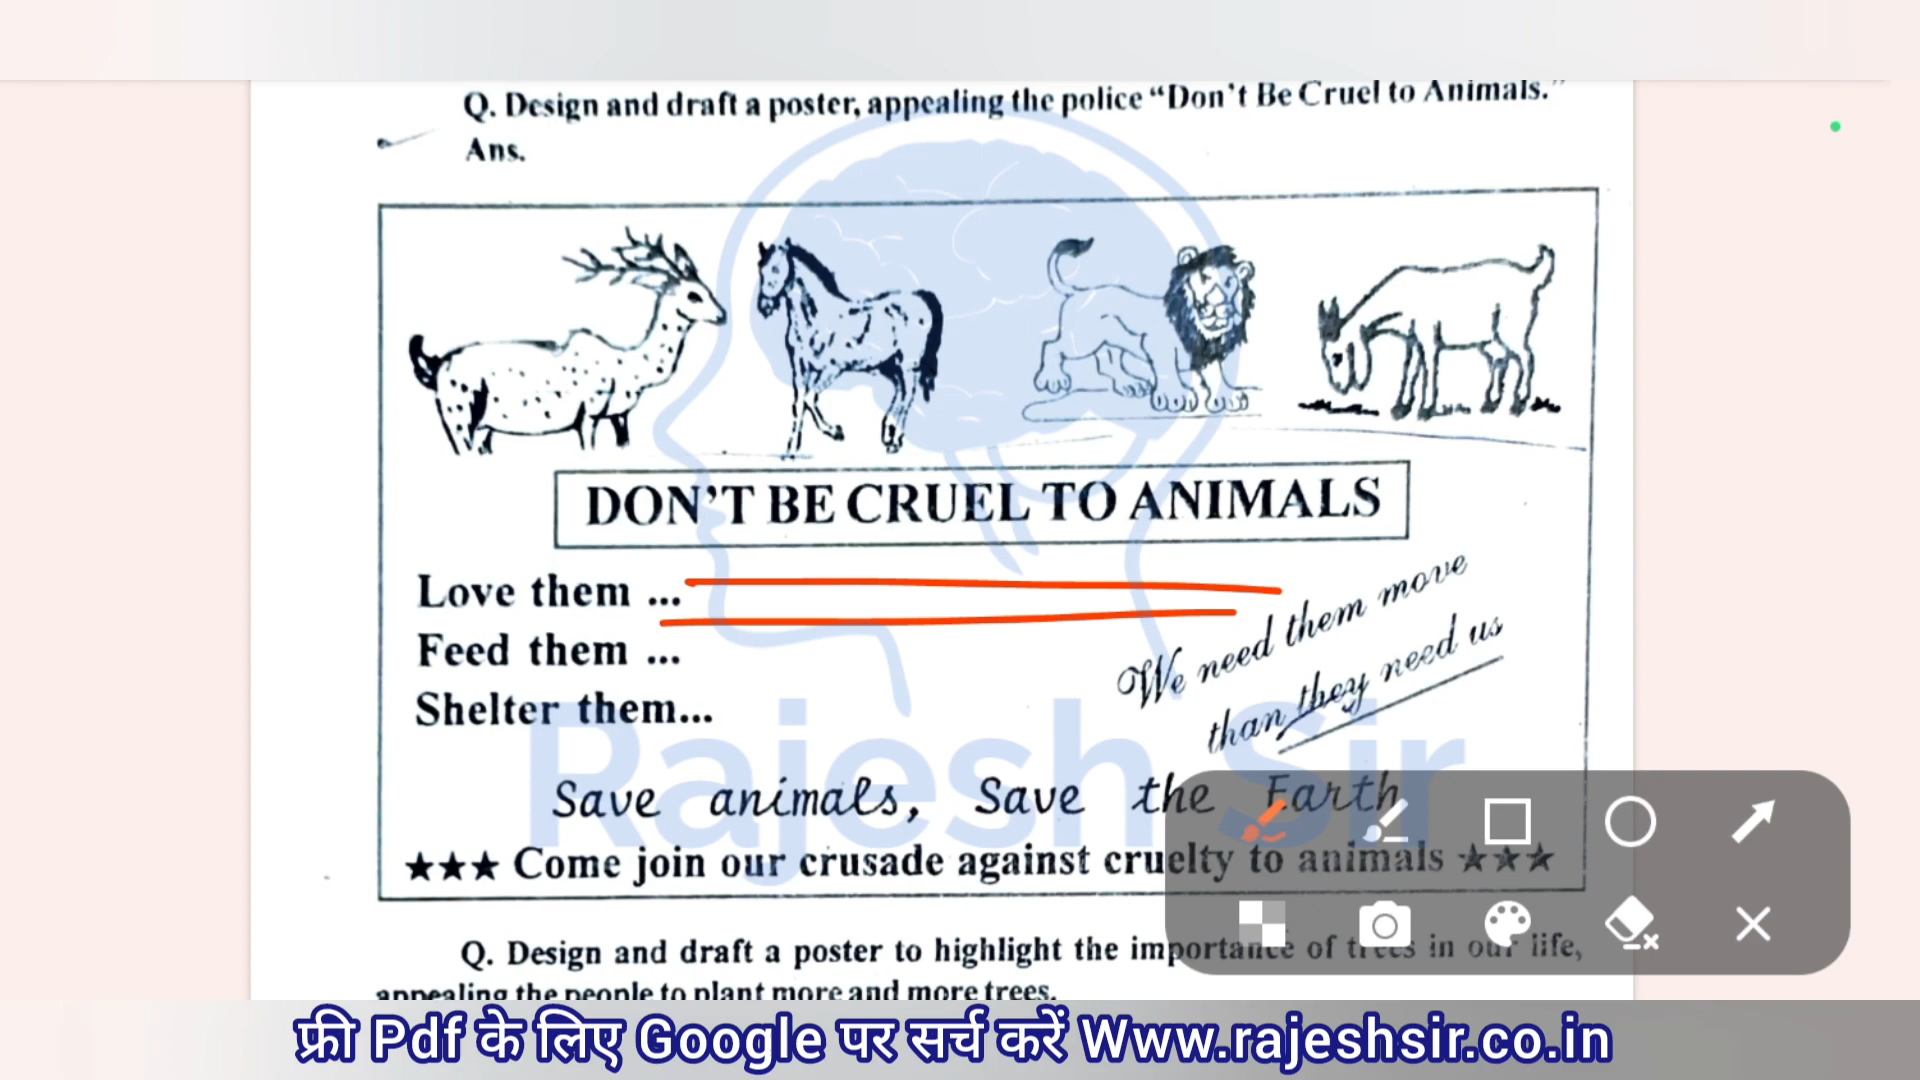 Q. Design and draft a poster, appealing the police “Don’t Be Cruel to Animals.”
Ans.
DON’T BE CRUEL TO ANIMALS
Love them ...
Feed them ...
Shelter them...
We need them move
than they need us
Save animals, Save the Earth
★★★ Come join our crusade against cruelty to animals ★★★
Rajesh Sir
Q. Design and draft a poster to highlight the importance of trees in our life,
appealing the people to plant more and more trees.
फ्री Pdf के लिए Google पर सर्च करें Www.rajeshsir.co.in